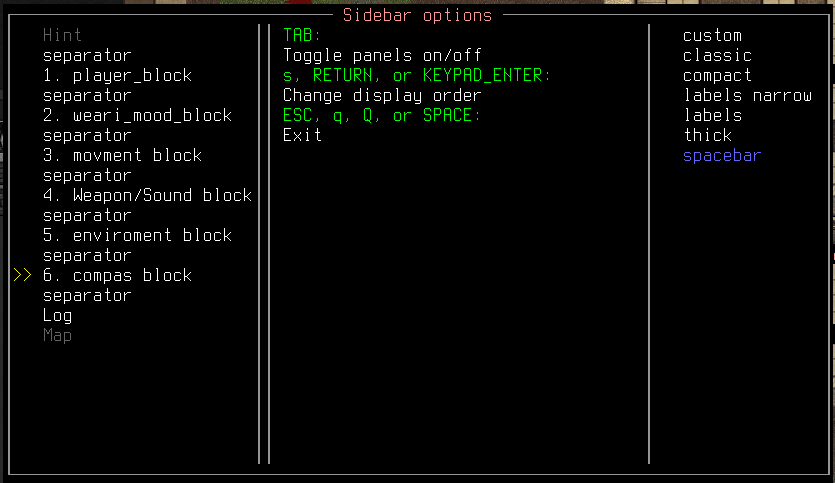 Sidebar options
Hint
separator
1. player_block
separator
2. weari_mood_block
separator
3. movment block
separator
4. Weapon/Sound block
separator
5. enviroment block
separator
>> 6. compas block
separator
Log
Map
TAB:
Toggle panels on/off
s, RETURN, or KEYPAD_ENTER:
Change display order
ESC, q, Q, or SPACE:
Exit
custom
classic
compact
labels narrow
labels
thick
spacebar